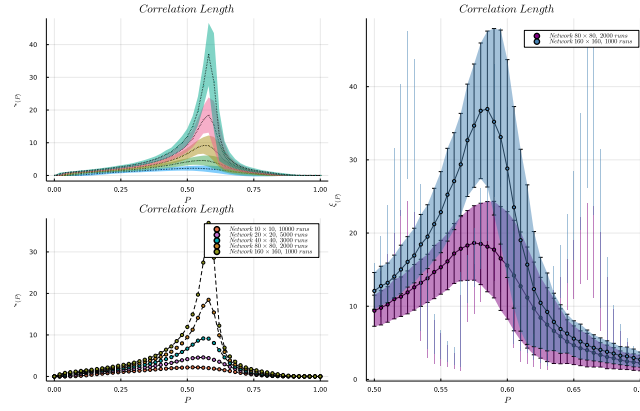 Correlation Length
40
30
20
10
0
0.00
0.25
0.50
0.75
1.00
P
Correlation Length
30
20
10
0
Network 10 × 10, 10000 runs
Network 20 × 20, 5000 runs
Network 40 × 40, 3000 runs
Network 80 × 80, 2000 runs
Network 160 × 160, 1000 runs
0.00
0.25
0.50
0.75
1.00
P
Correlation Length
ξ(P)
40
30
20
10
0
Network 80 × 80, 2000 runs
Network 160 × 160, 1000 runs
0.50
0.55
0.60
0.65
P